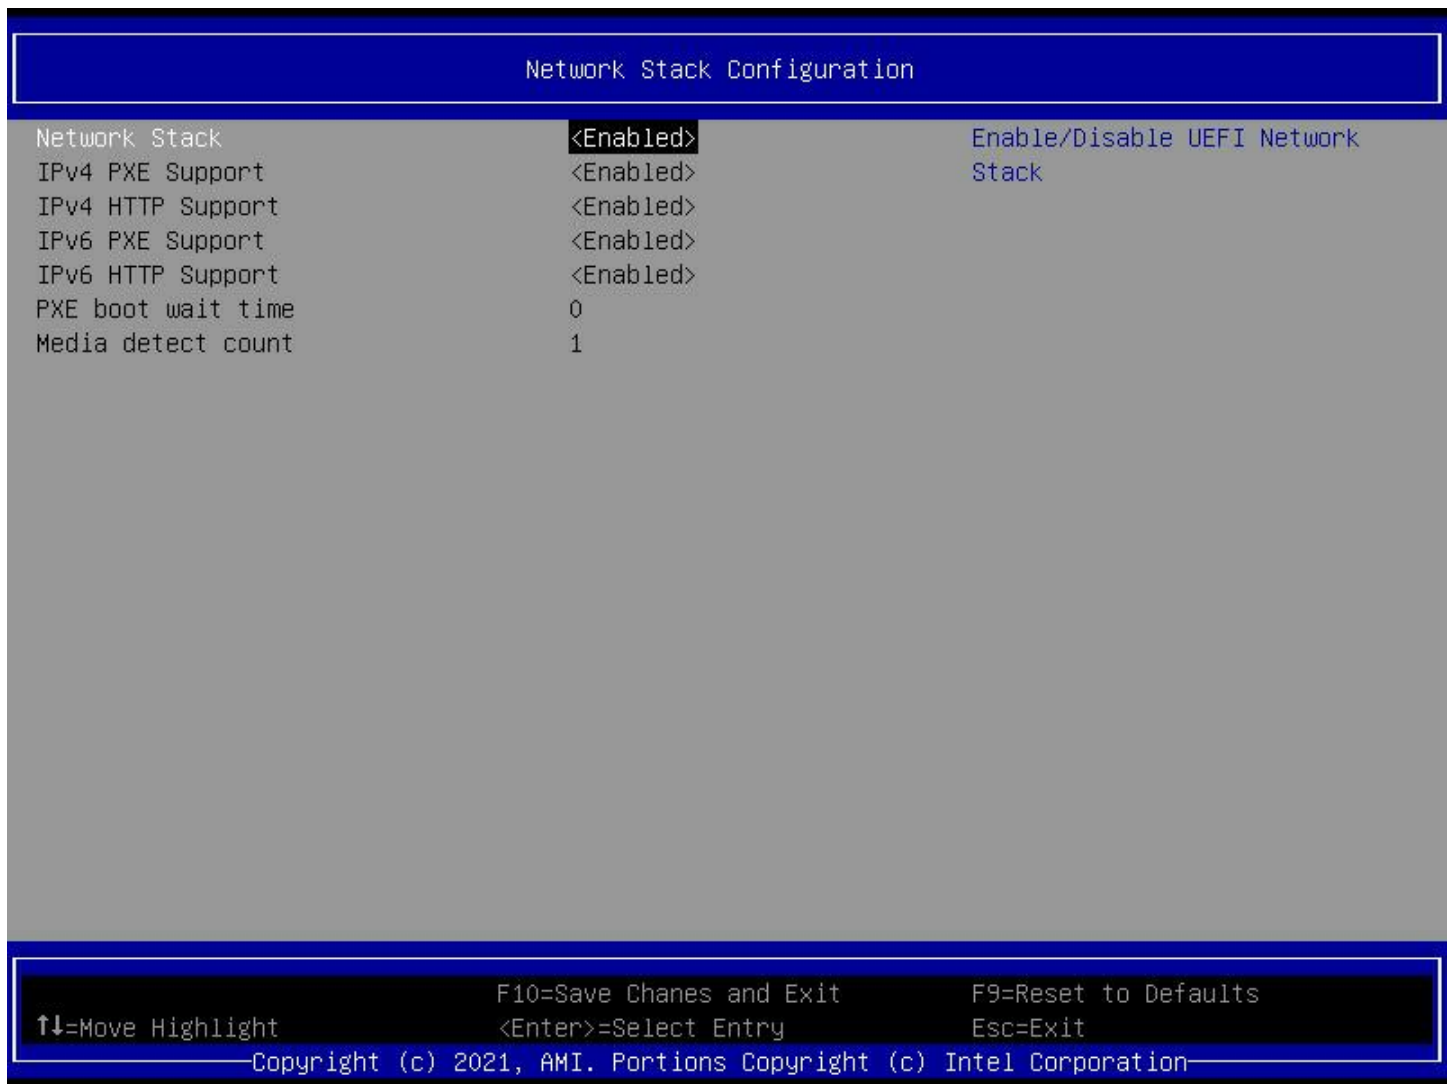 Network Stack Configuration
Network Stack <Enabled> Enable/Disable UEFI Network
IPv4 PXE Support <Enabled> Stack
IPv4 HTTP Support <Enabled>
IPv6 PXE Support <Enabled>
IPv6 HTTP Support <Enabled>
PXE boot wait time 0
Media detect count 1
F10=Save Chanes and Exit F9=Reset to Defaults
↑↓=Move Highlight <Enter>=Select Entry Esc=Exit
Copyright (c) 2021, AMI. Portions Copyright (c) Intel Corporation